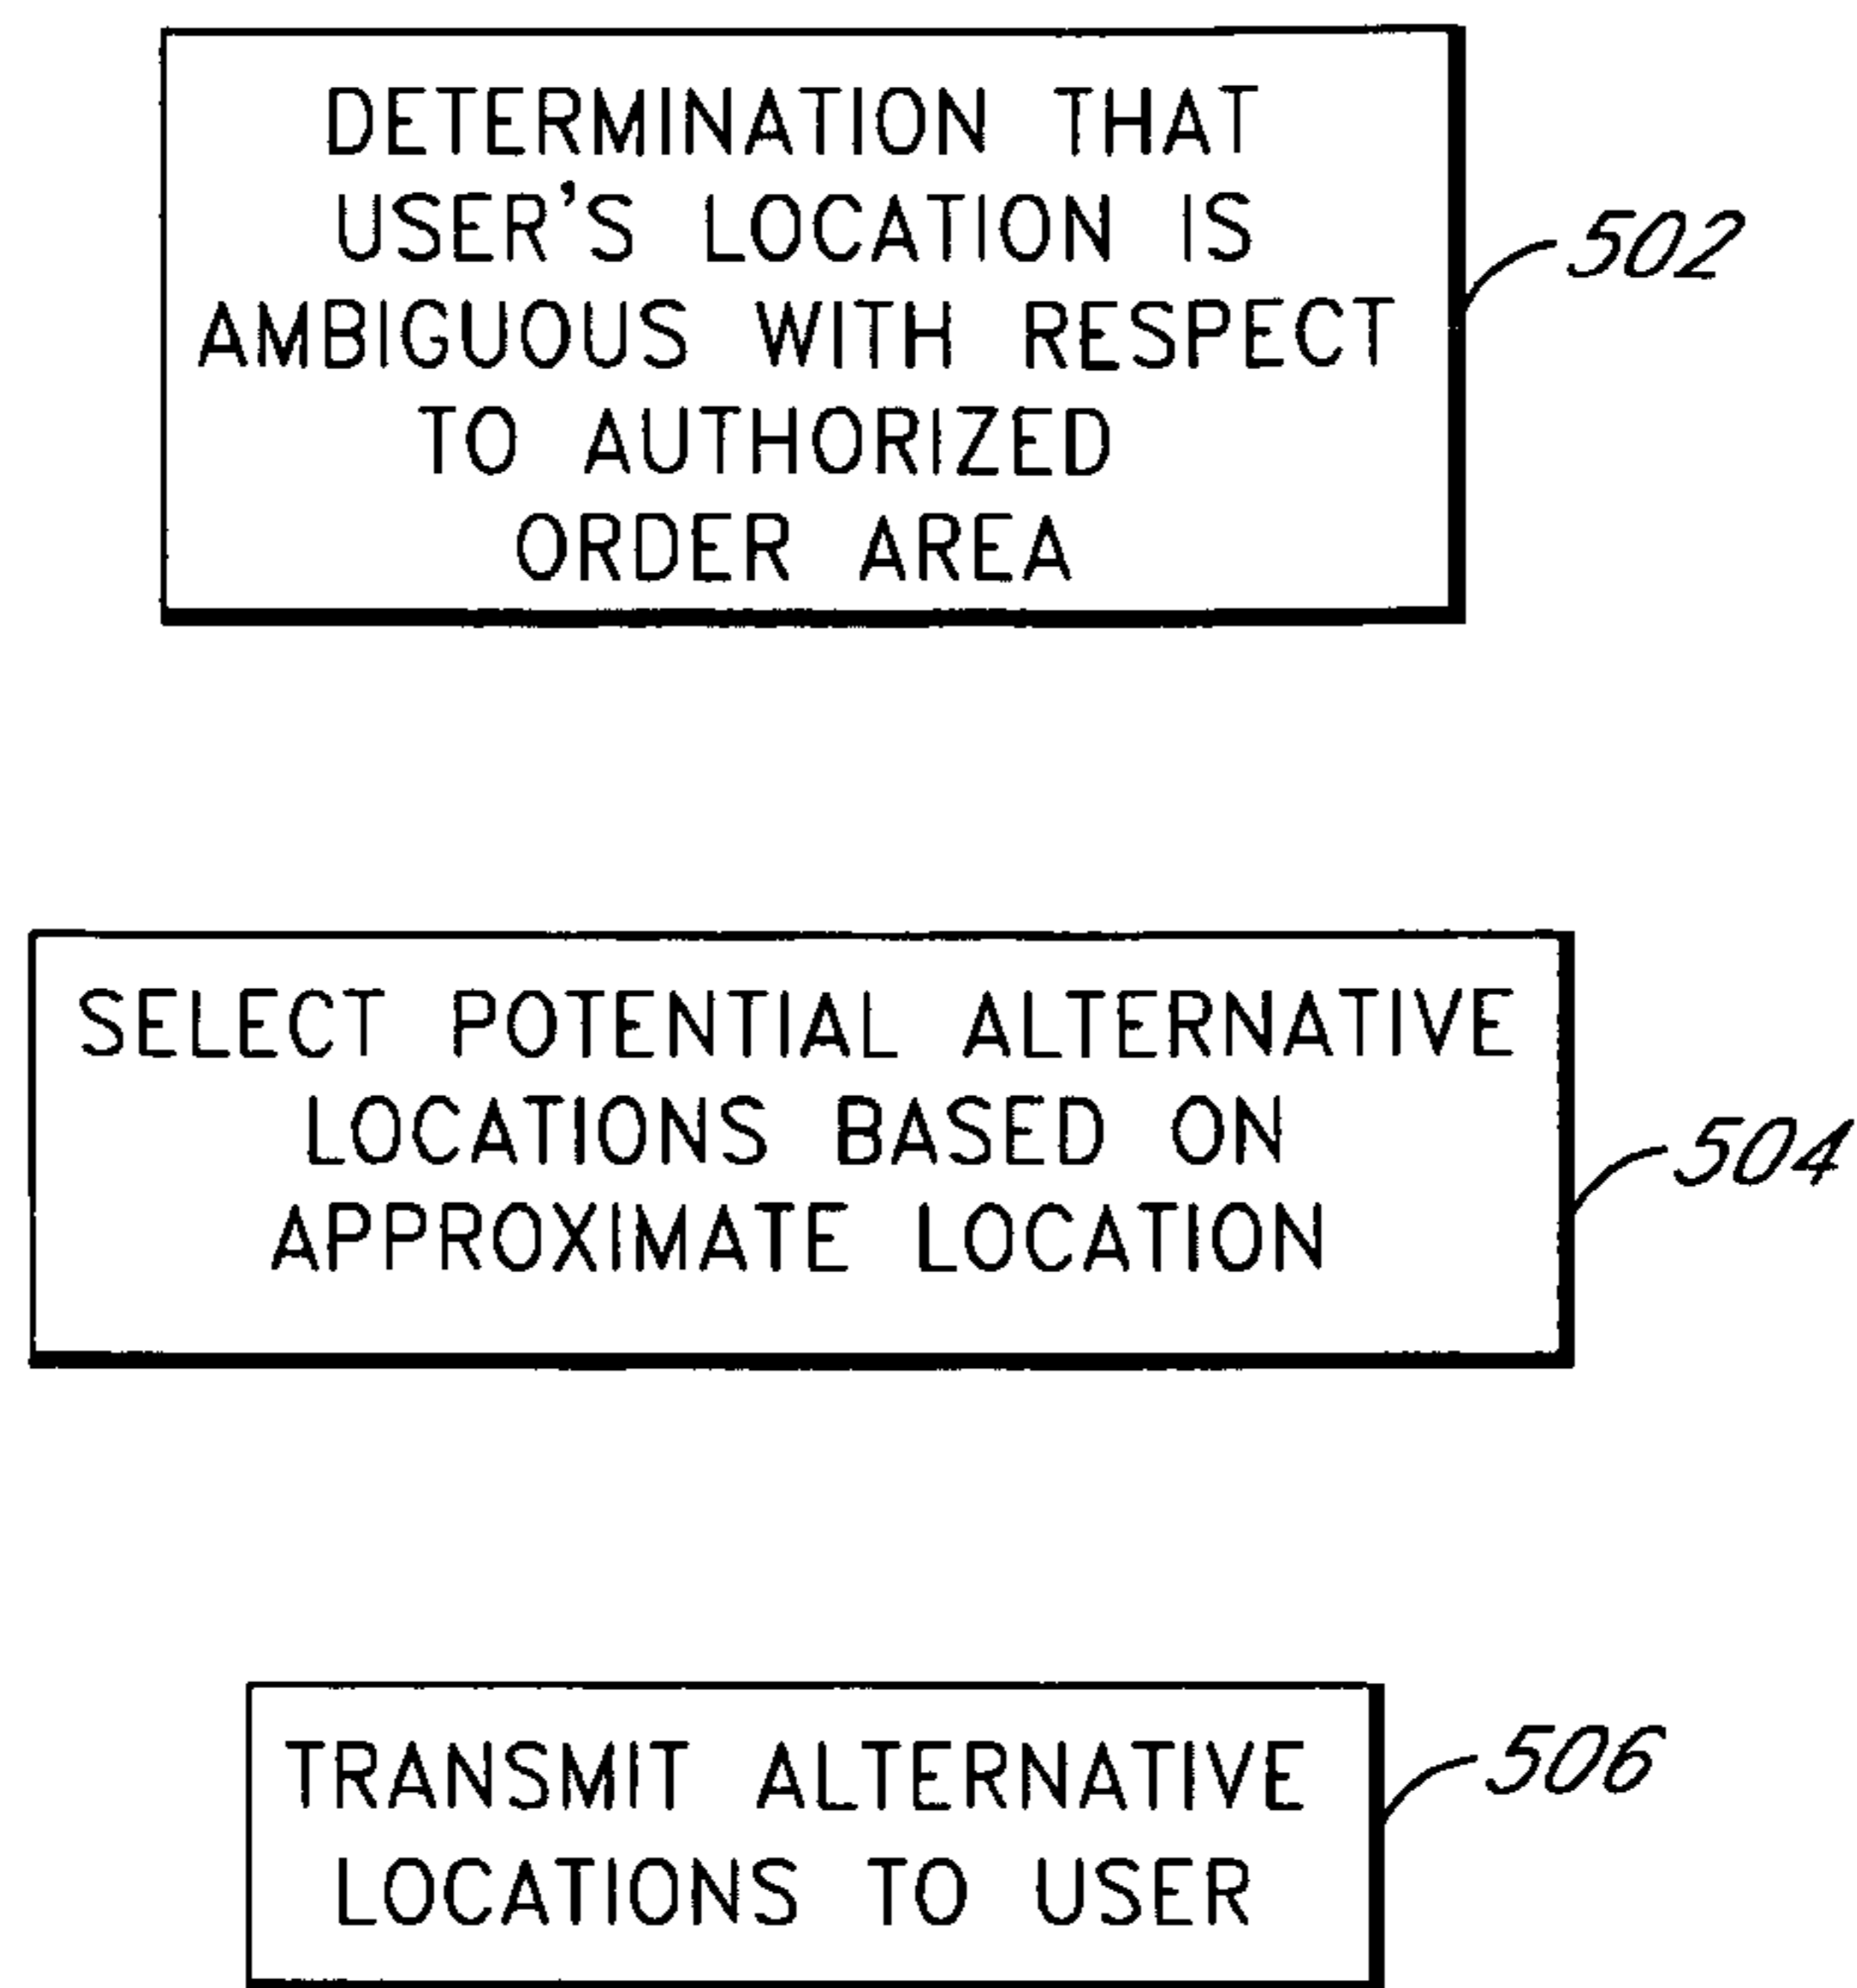 DETERMINATION THAT
USER'S LOCATION IS
AMBIGUOUS WITH RESPECT
TO AUTHORIZED
ORDER AREA
502
SELECT POTENTIAL ALTERNATIVE
LOCATIONS BASED ON
APPROXIMATE LOCATION
504
TRANSMIT ALTERNATIVE
LOCATIONS TO USER
506